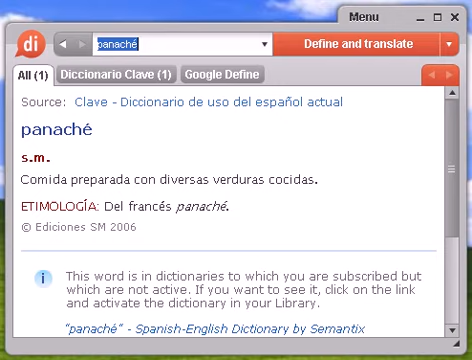 Menu
di
panaché
Define and translate
All (1)
Diccionario Clave (1)
Google Define
Source: Clave - Diccionario de uso del español actual
panaché
s.m.
Comida preparada con diversas verduras cocidas.
ETIMOLOGÍA: Del francés panaché.
© Ediciones SM 2006
i
This word is in dictionaries to which you are subscribed but
which are not active. If you want to see it, click on the link
and activate the dictionary in your Library.
"panaché" - Spanish-English Dictionary by Semantix